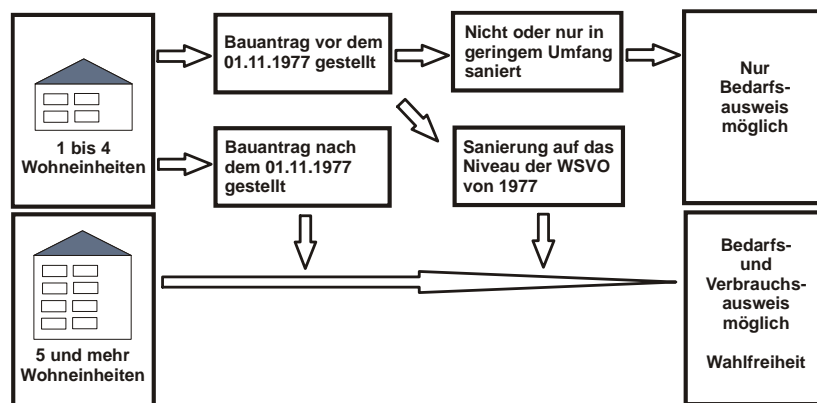 1 bis 4
Wohneinheiten
Bauantrag vor dem
01.11.1977 gestellt
Nicht oder nur in
geringem Umfang
saniert
Nur
Bedarfs-
ausweis
möglich
Bauantrag nach
dem 01.11.1977
gestellt
Sanierung auf das
Niveau der WSVO
von 1977
5 und mehr
Wohneinheiten
Bedarfs-
und
Verbrauchs-
ausweis
möglich
Wahlfreiheit